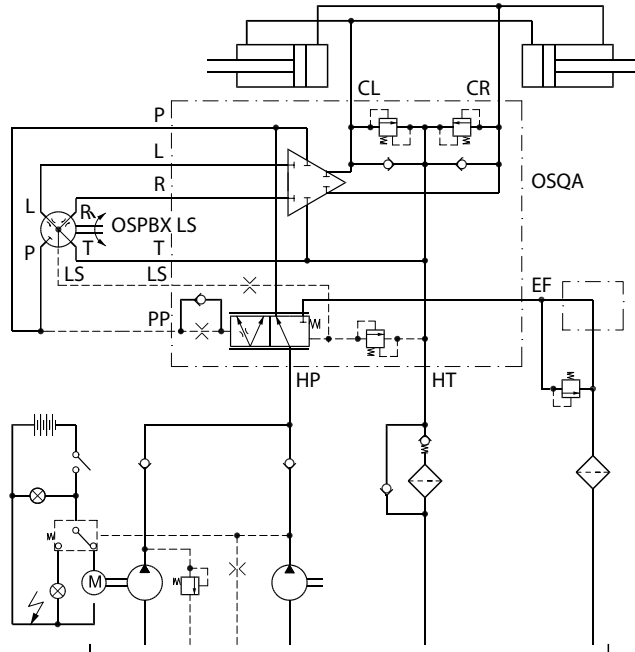 CL CR
P
L
OSQA
R
L R
OSPBX LS
P T T
LS LS
EF
PP
HP HT
M